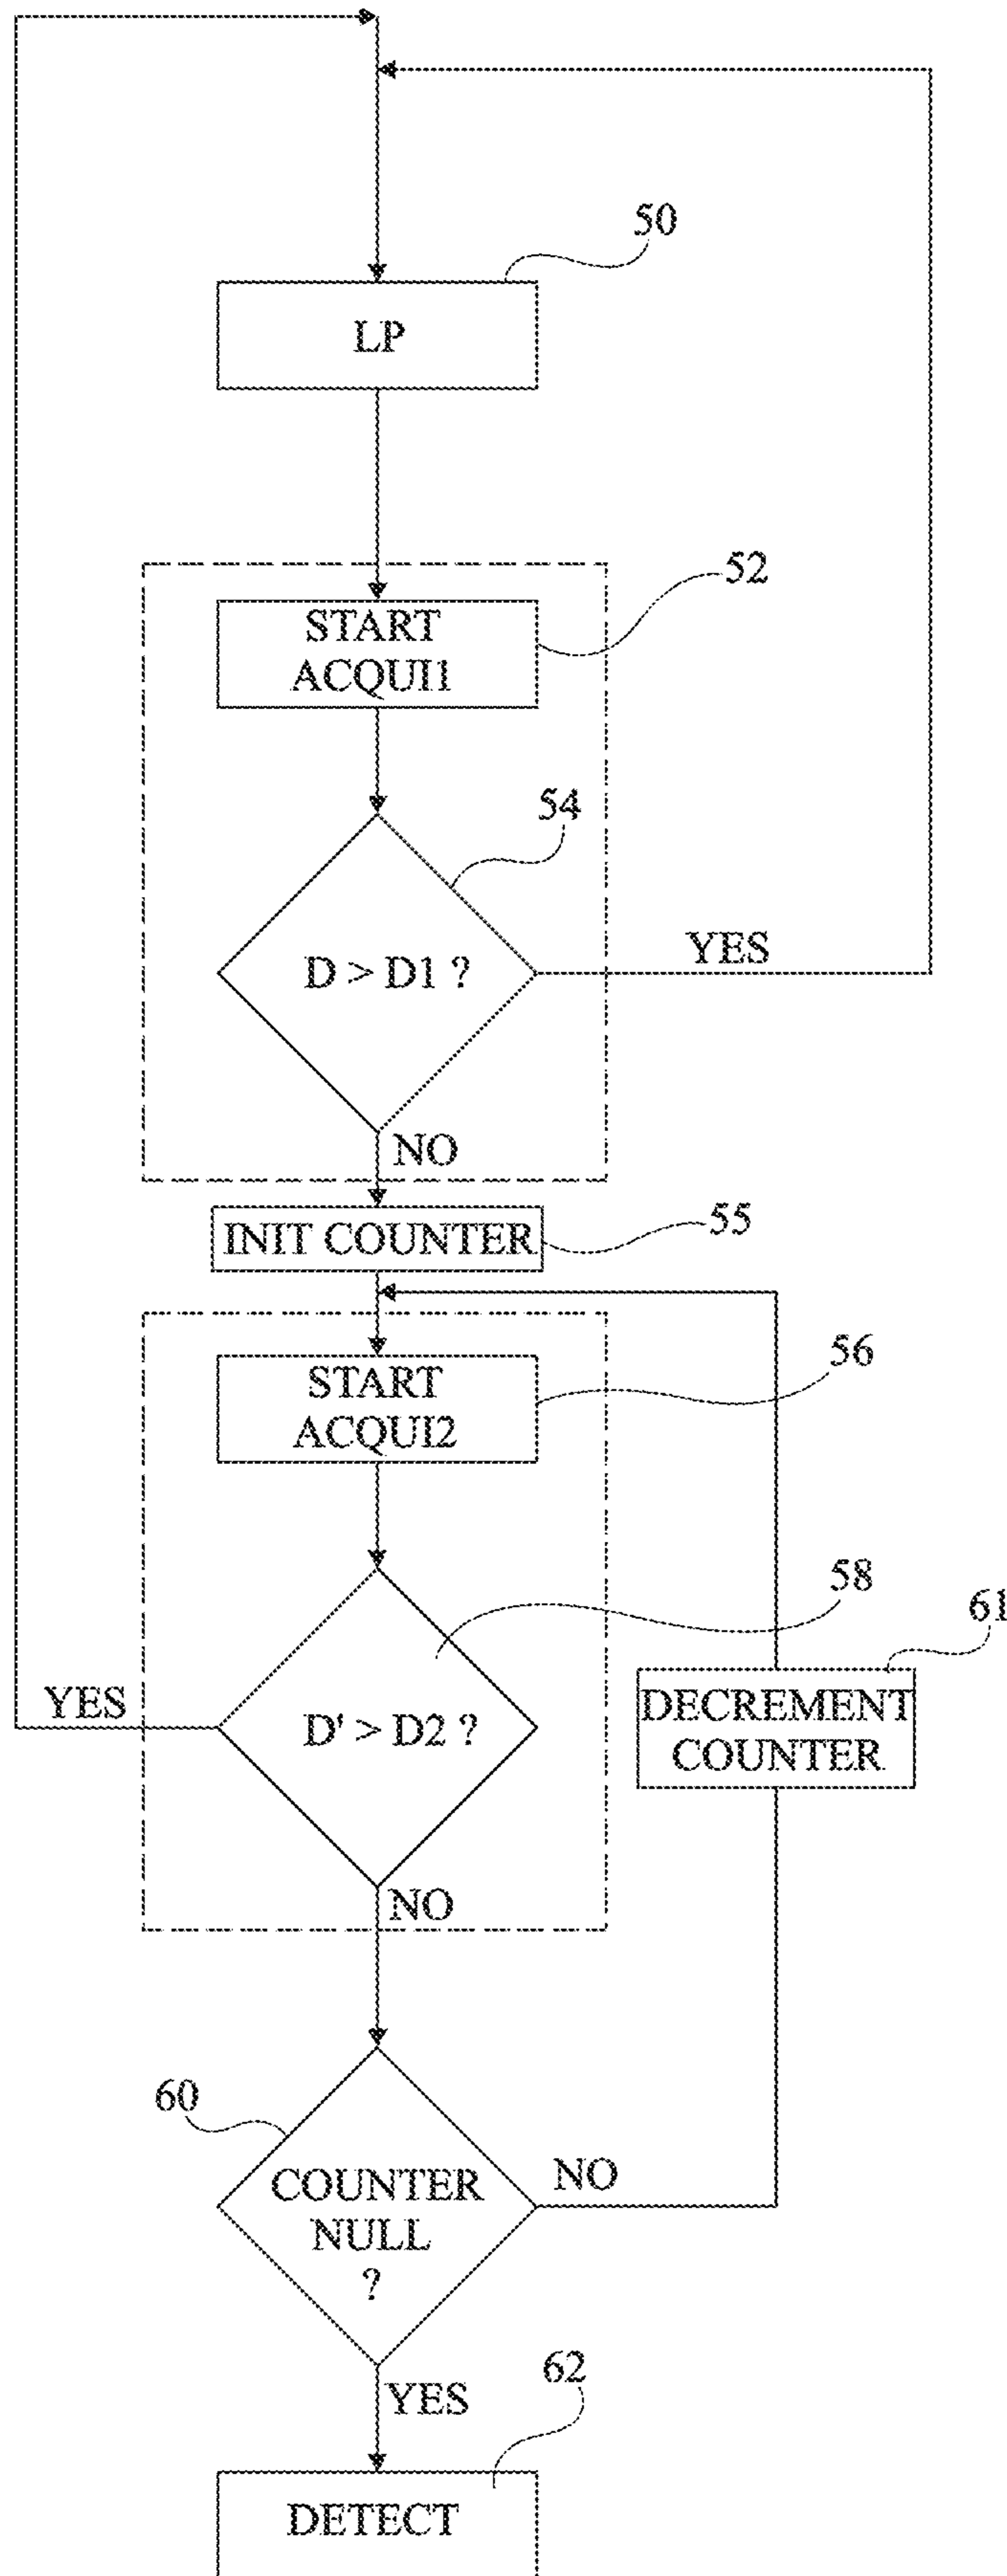 50
LP
52
START
ACQUI1
54
D > D1 ?
YES
NO
INIT COUNTER
55
START
ACQUI2
56
58
61
YES
D' > D2 ?
DECREMENT
COUNTER
NO
60
COUNTER
NULL
?
NO
YES
62
DETECT